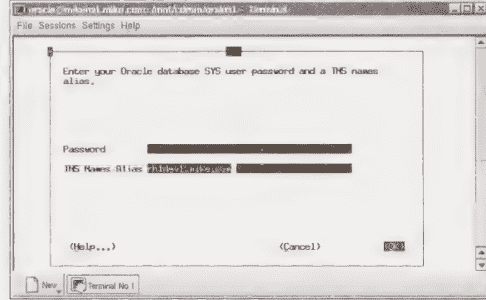 File Sessions Settings Help
Enter your Oracle database SYS user password and a TNS names
alias.
Password
TNS Names Alias
(Help...) (Cancel) (OK)
New Terminal No 1